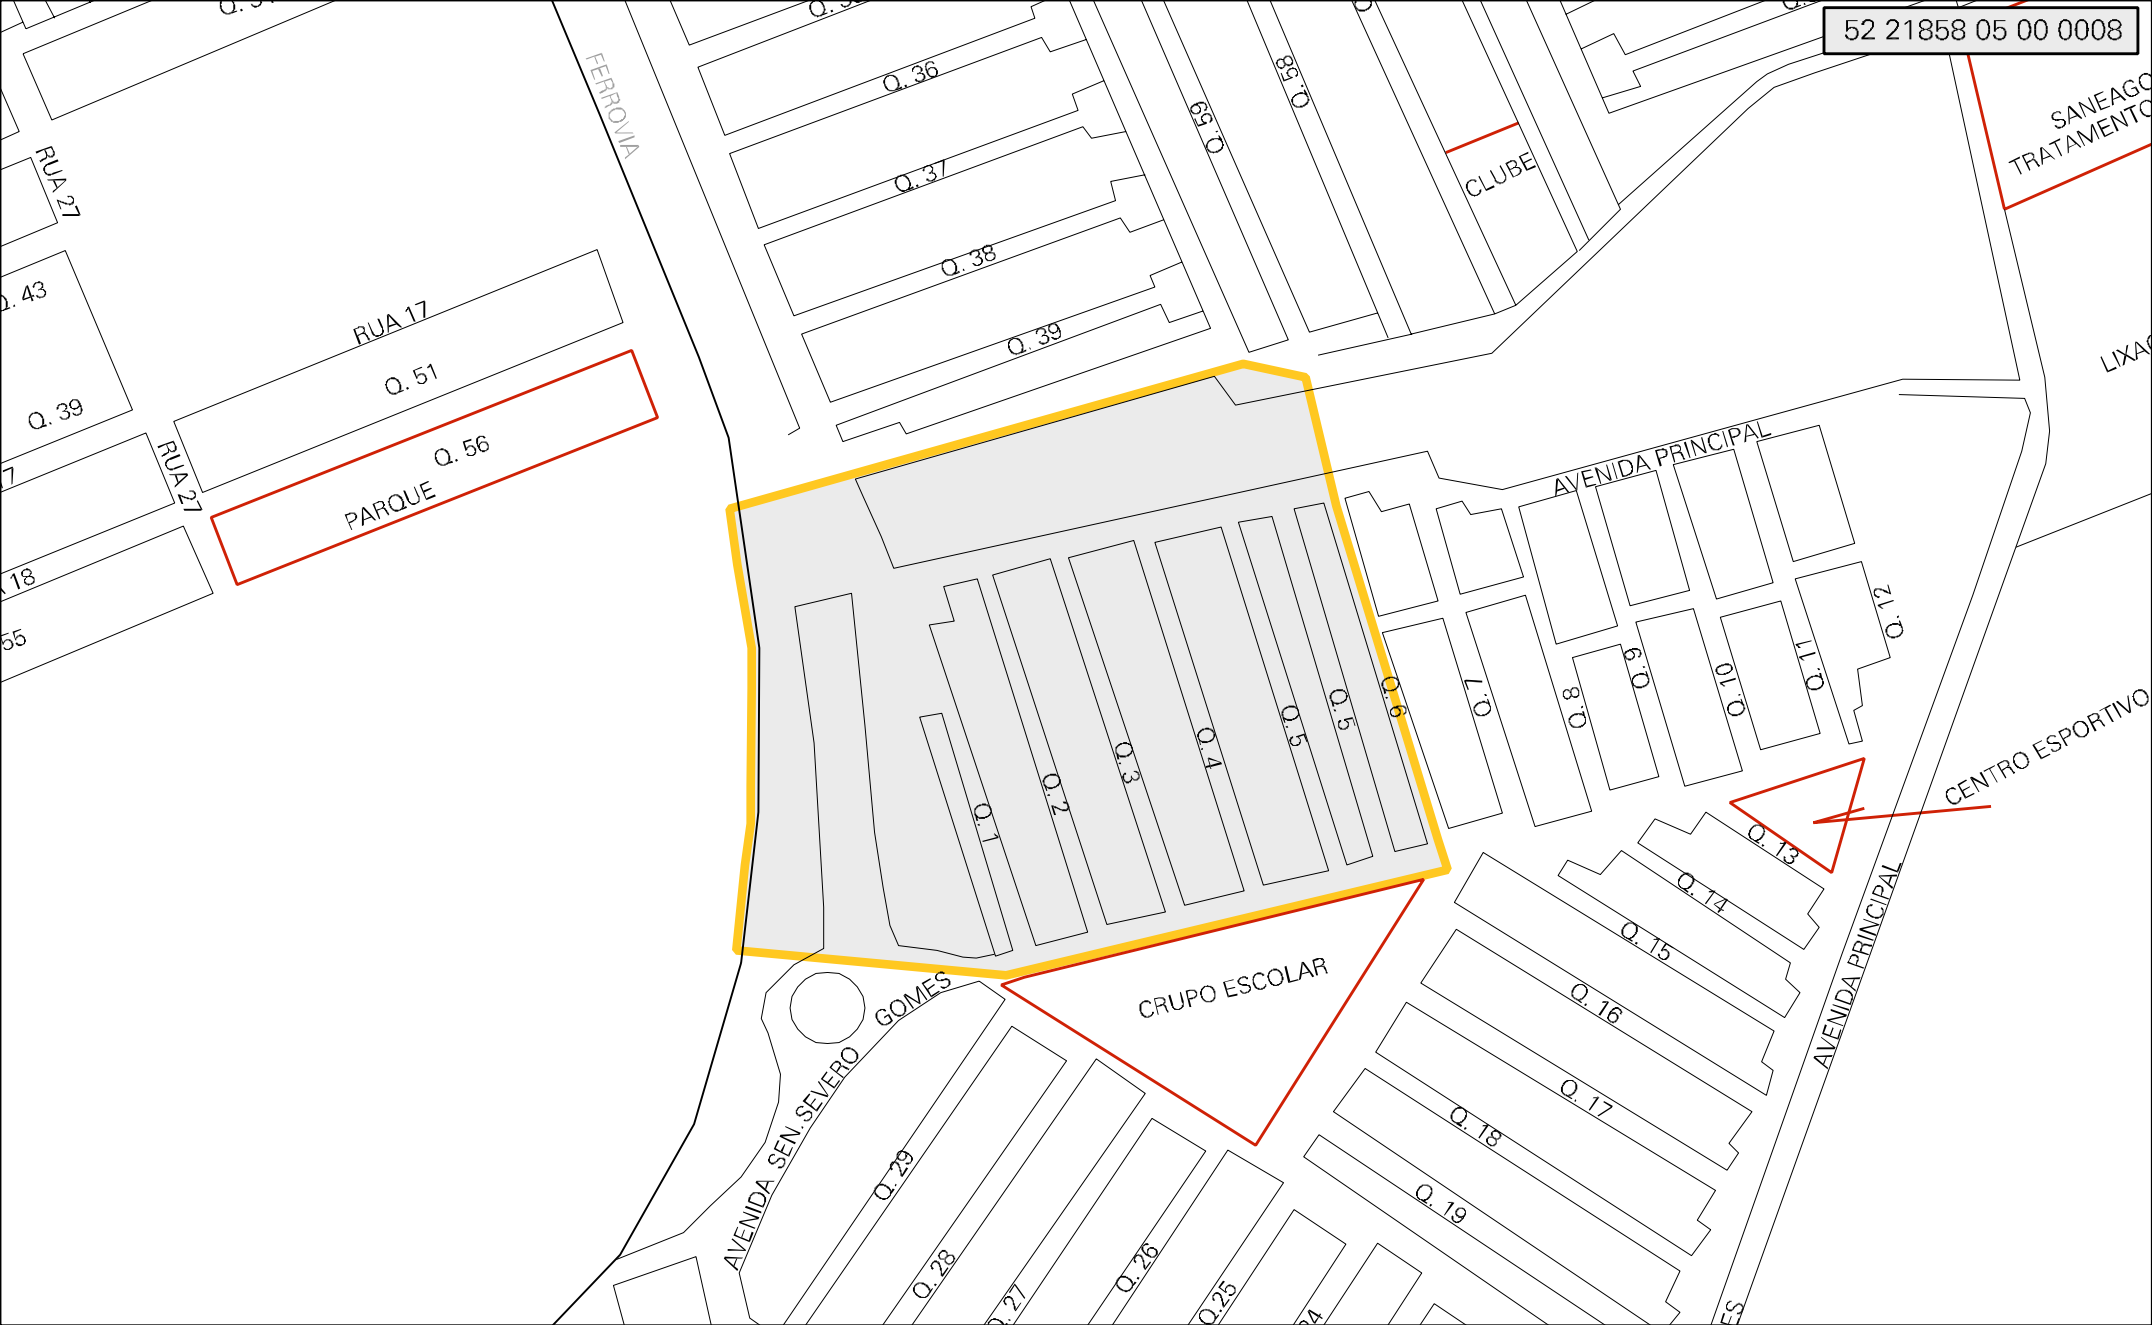 52 21858 05 00 0008
FERROVIA
Q. 36
Q. 37
Q. 38
Q. 39
Q. 59
Q. 58
CLUBE
SANEAGO
TRATAMENTO
RUA 27
Q. 43
Q. 39
RUA 17
Q. 51
Q. 56
PARQUE
RUA 27
18
55
AVENIDA PRINCIPAL
Q. 1
Q. 2
Q. 3
Q. 4
Q. 5
Q. 5
Q. 6
Q. 7
Q. 8
Q. 9
Q. 10
Q. 11
Q. 12
CENTRO ESPORTIVO
Q. 13
Q. 14
Q. 15
Q. 16
Q. 17
Q. 18
Q. 19
AVENIDA PRINCIPAL
CRUPO ESCOLAR
AVENIDA SEN. SEVERO GOMES
Q. 29
Q. 28
Q. 27
Q. 26
Q.25